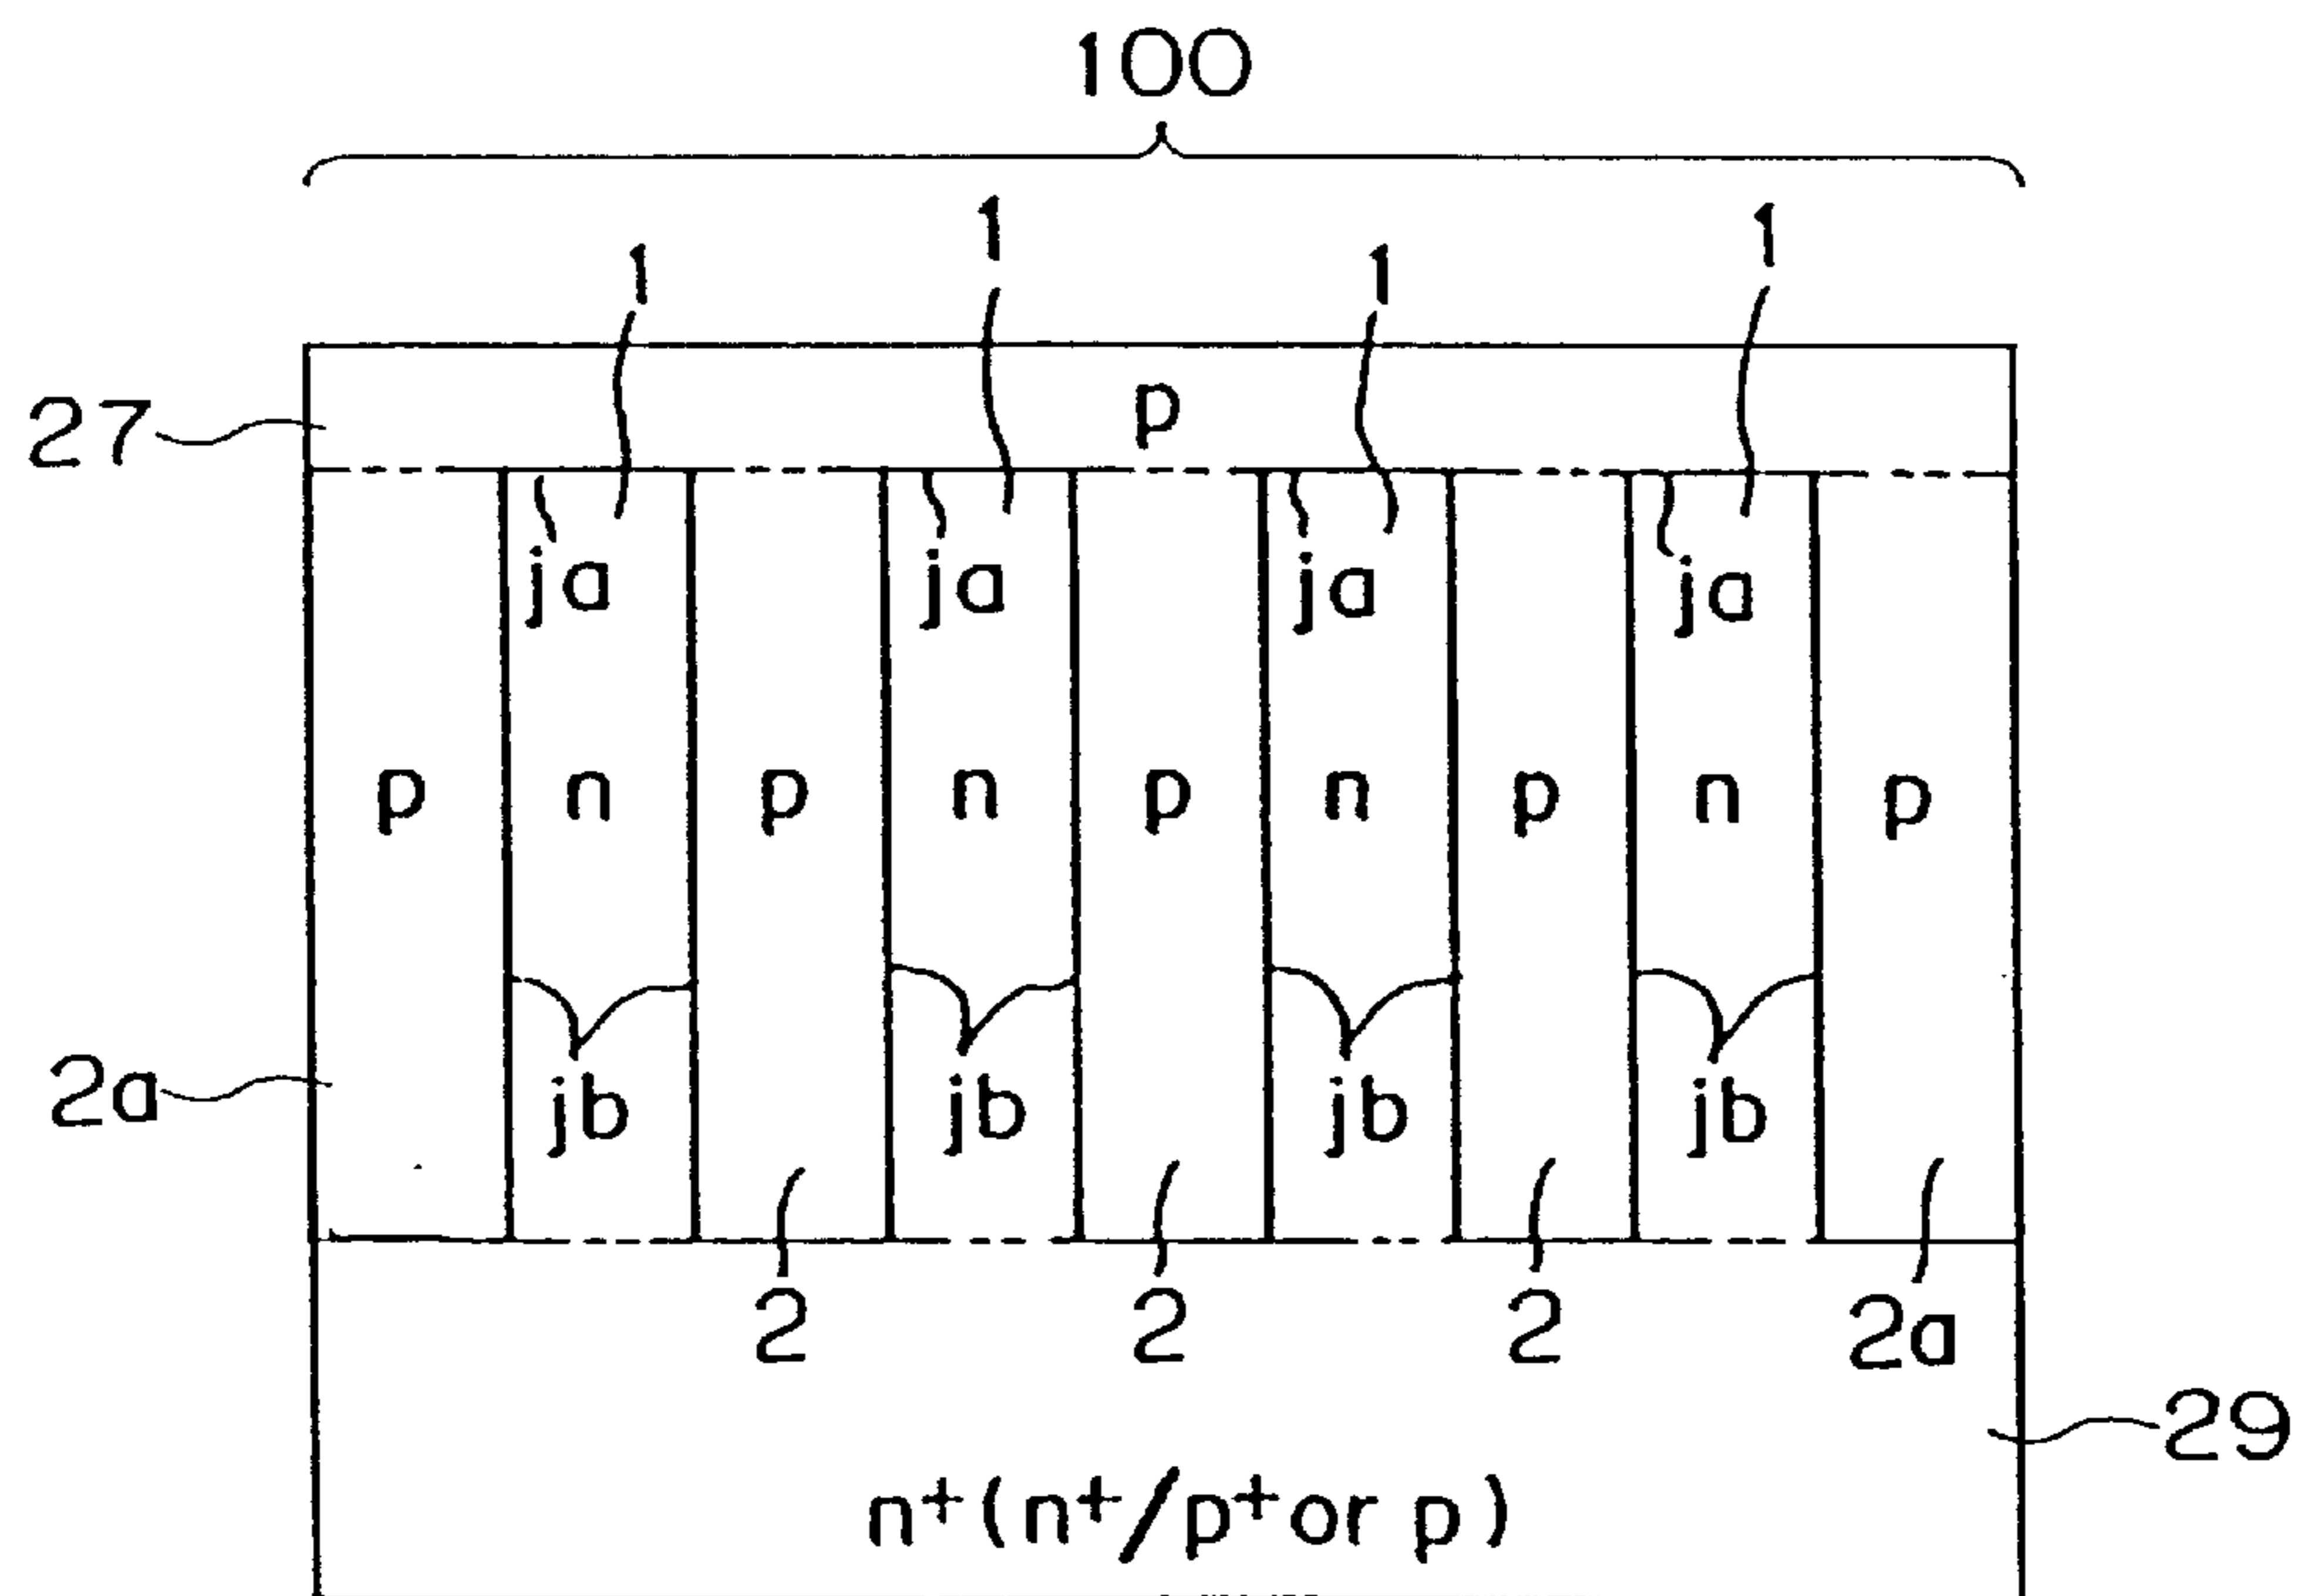 100
1 1 1 1
27 p
ja ja ja ja
p n p n p n p n p
2a jb jb jb jb
2 2 2 2a
29
n+(n+/p+or p)